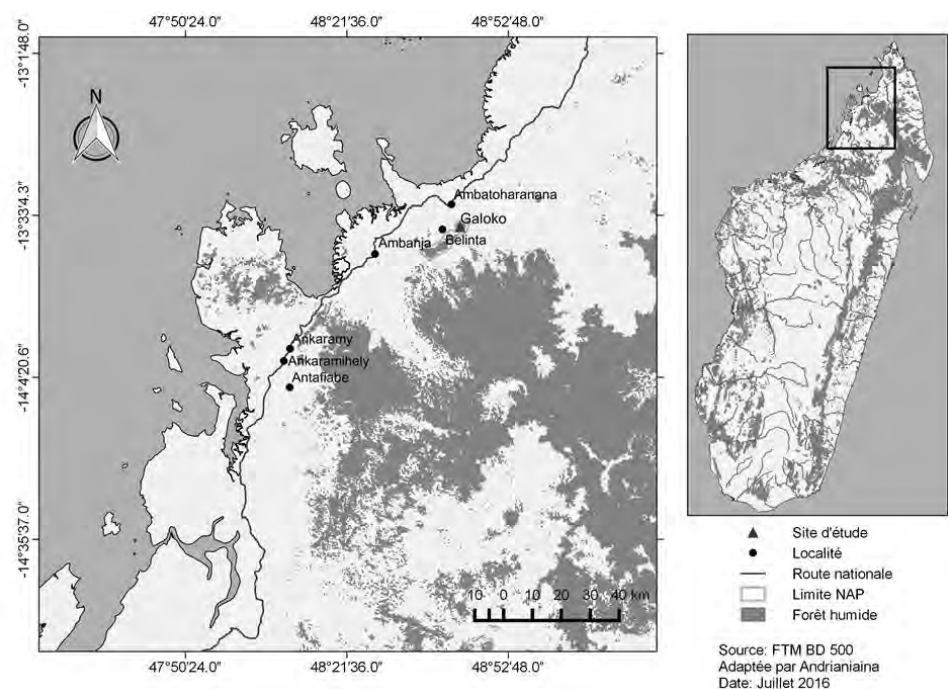 47°50'24.0" 48°21'36.0" 48°52'48.0"
-13°1'48.0"
N
-13°33'4.3"
Ambatoharanana
Galoko
Belinta
Ambanja
Ankaramy
Ankaramihely
Antafiabe
-14°4'20.6"
-14°35'37.0"
10 0 10 20 30 40 km
47°50'24.0" 48°21'36.0" 48°52'48.0"
Site d'étude
Localité
Route nationale
Limite NAP
Forêt humide
Source: FTM BD 500
Adaptée par Andrianiaina
Date: Juillet 2016